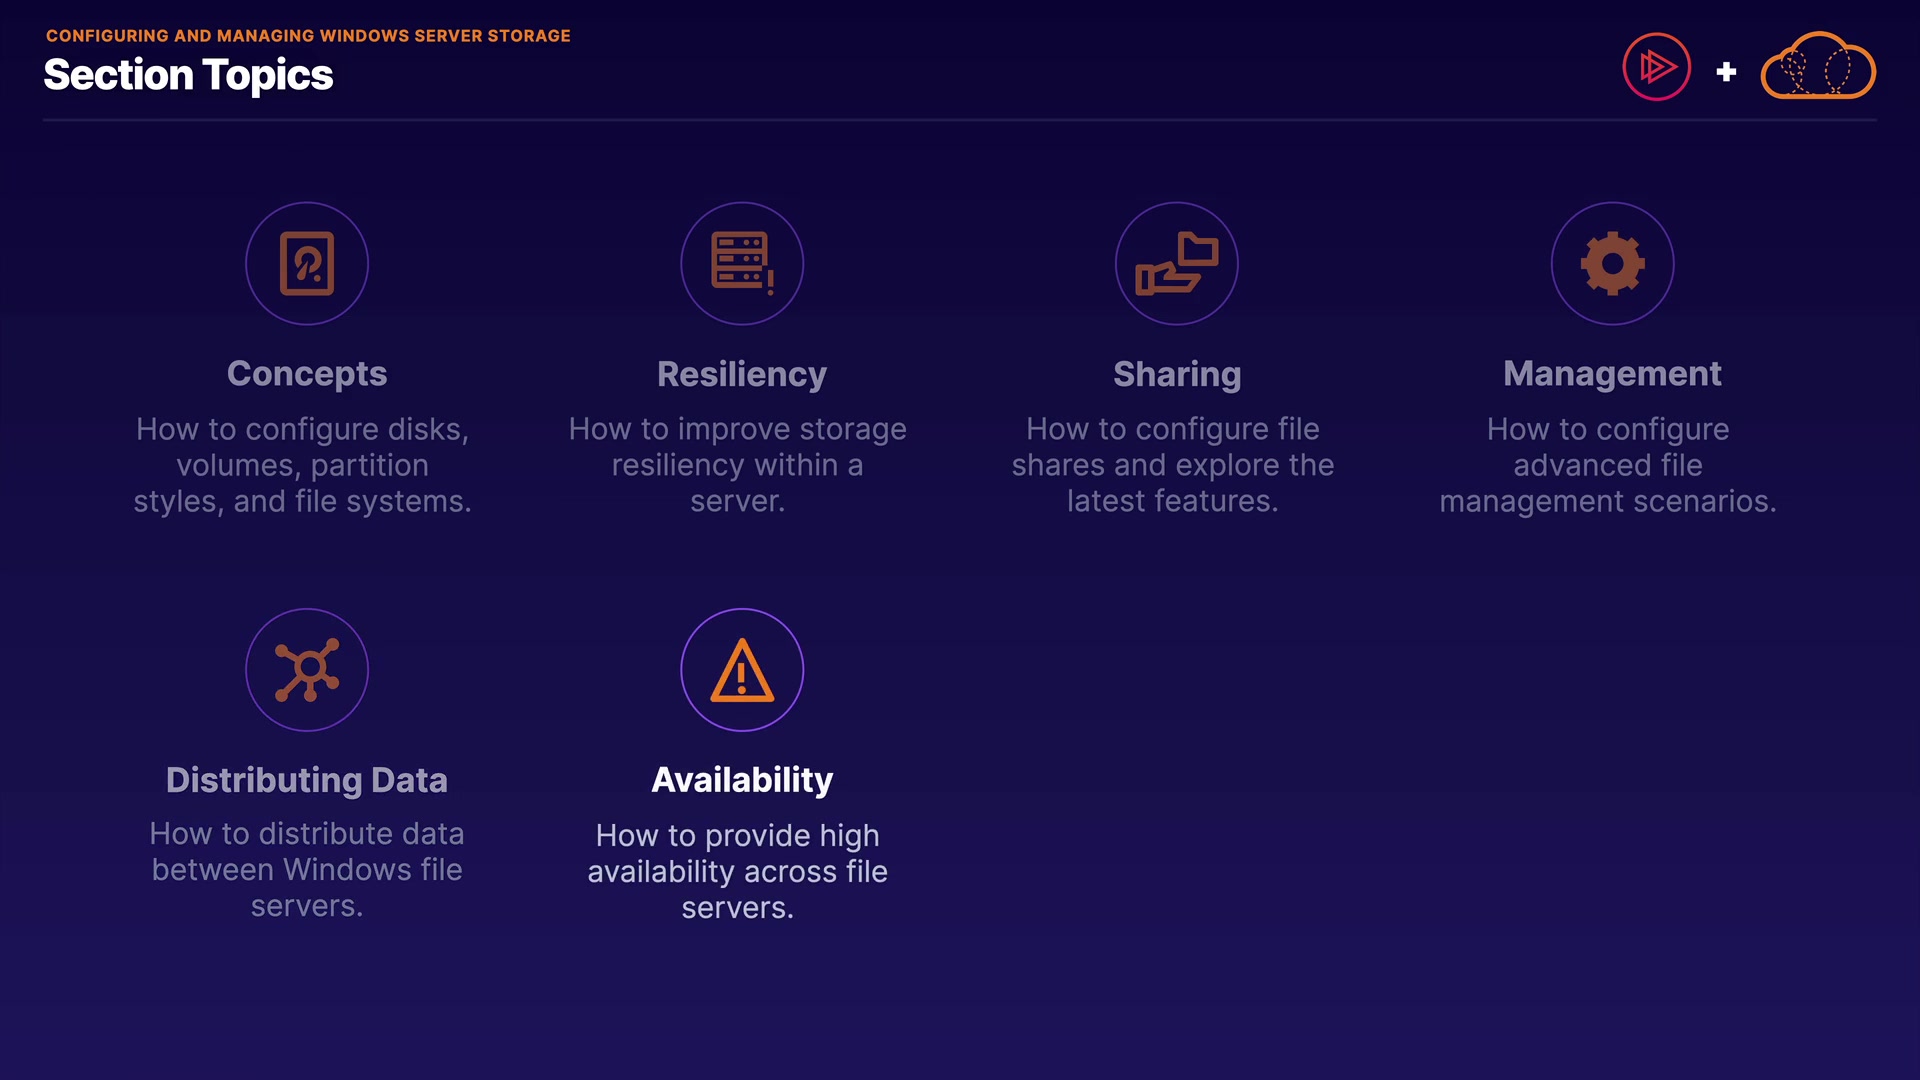 CONFIGURING AND MANAGING WINDOWS SERVER STORAGE
Section Topics
Concepts
How to configure disks,
volumes, partition
styles, and file systems.
Resiliency
How to improve storage
resiliency within a
server.
Sharing
How to configure file
shares and explore the
latest features.
Management
How to configure
advanced file
management scenarios.
Distributing Data
How to distribute data
between Windows file
servers.
Availability
How to provide high
availability across file
servers.